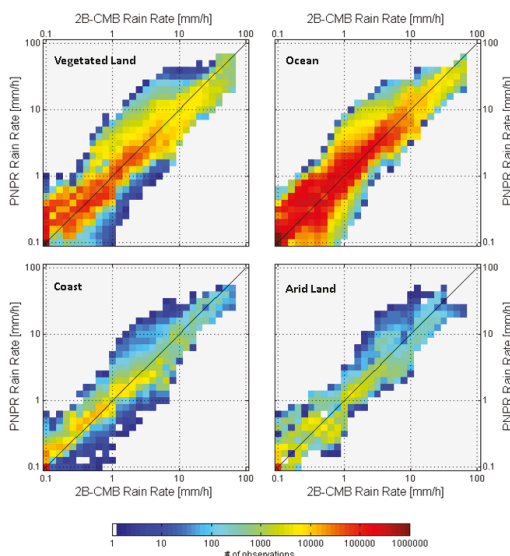 2B-CMB Rain Rate [mm/h] 2B-CMB Rain Rate [mm/h]
0.1 1 10 100 0.1 1 10 100
100 Vegetated Land Ocean 100
10 10
1 1
0.1 0.1
PNPR Rain Rate [mm/h] PNPR Rain Rate [mm/h]
100 Coast Arid Land 100
10 10
1 1
0.1 0.1
PNPR Rain Rate [mm/h] PNPR Rain Rate [mm/h]
0.1 1 10 100 0.1 1 10 100
2B-CMB Rain Rate [mm/h] 2B-CMB Rain Rate [mm/h]
1 10 100 1000 10000 100000 1000000
# of observations